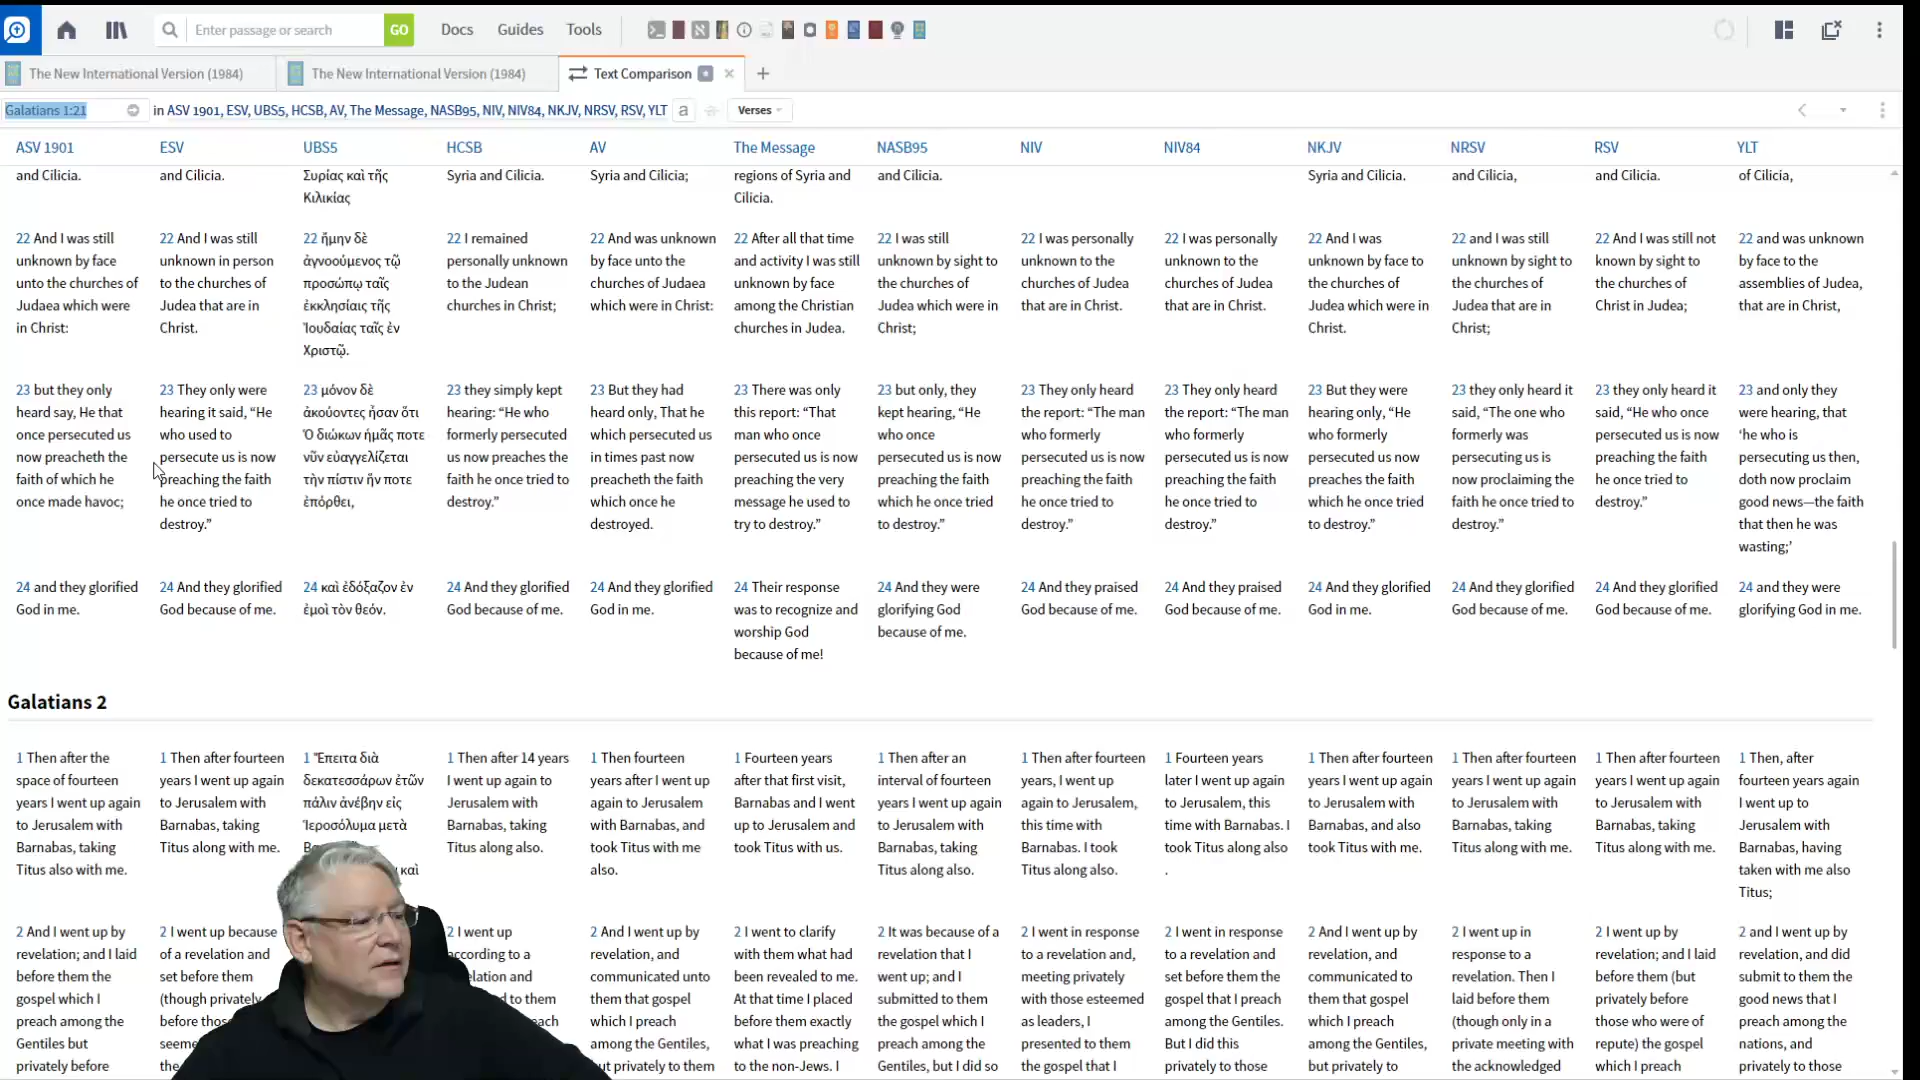 Enter passage or search
GO
Docs
Guides
Tools
The New International Version (1984)
The New International Version (1984)
Text Comparison
Galatians 1:21
in ASV 1901, ESV, UBS5, HCSB, AV, The Message, NASB95, NIV, NIV84, NKJV, NRSV, RSV, YLT
a
Verses
ASV 1901
and Cilicia.
22 And I was still
unknown by face
unto the churches of
Judaea which were
in Christ:
23 but they only
heard say, He that
once persecuted us
now preacheth the
faith of which he
once made havoc;
24 and they glorified
God in me.
ESV
and Cilicia.
22 And I was still
unknown in person
to the churches of
Judea that are in
Christ.
23 They only were
hearing it said, “He
who used to
persecute us is now
preaching the faith
he once tried to
destroy.”
24 And they glorified
God because of me.
UBS5
Συρίας καὶ τῆς
Κιλικίας
22 ἤμην δὲ
ἀγνοούμενος τῷ
προσώπῳ ταῖς
ἐκκλησίαις τῆς
Ἰουδαίας ταῖς ἐν
Χριστῷ.
23 μόνον δὲ
ἀκούοντες ἦσαν ὅτι
Ὁ διώκων ἡμᾶς ποτε
νῦν εὐαγγελίζεται
τὴν πίστιν ἥν ποτε
ἐπόρθει,
24 καὶ ἐδόξαζον ἐν
ἐμοὶ τὸν θεόν.
HCSB
Syria and Cilicia.
22 I remained
personally unknown
to the Judean
churches in Christ;
23 they simply kept
hearing: “He who
formerly persecuted
us now preaches the
faith he once tried to
destroy.”
24 And they glorified
God because of me.
AV
Syria and Cilicia;
22 And was unknown
by face unto the
churches of Judaea
which were in Christ:
23 But they had
heard only, That he
which persecuted us
in times past now
preacheth the faith
which once he
destroyed.
24 And they glorified
God in me.
The Message
regions of Syria and
Cilicia.
22 After all that time
and activity I was still
unknown by face
among the Christian
churches in Judea.
23 There was only
this report: “That
man who once
persecuted us is now
preaching the very
message he used to
try to destroy.”
24 Their response
was to recognize and
worship God
because of me!
NASB95
and Cilicia.
22 I was still
unknown by sight to
the churches of
Judea which were in
Christ;
23 but only, they
kept hearing, “He
who once
persecuted us is now
preaching the faith
which he once tried
to destroy.”
24 And they were
glorifying God
because of me.
NIV
22 I was personally
unknown to the
churches of Judea
that are in Christ.
23 They only heard
the report: “The man
who formerly
persecuted us is now
preaching the faith
he once tried to
destroy.”
24 And they praised
God because of me.
NIV84
22 I was personally
unknown to the
churches of Judea
that are in Christ.
23 They only heard
the report: “The man
who formerly
persecuted us is now
preaching the faith
he once tried to
destroy.”
24 And they praised
God because of me.
NKJV
Syria and Cilicia.
22 And I was
unknown by face to
the churches of
Judea which were in
Christ.
23 But they were
hearing only, “He
who formerly
persecuted us now
preaches the faith
which he once tried
to destroy.”
24 And they glorified
God in me.
NRSV
and Cilicia,
22 and I was still
unknown by sight to
the churches of
Judea that are in
Christ;
23 they only heard it
said, “The one who
formerly was
persecuting us is
now proclaiming the
faith he once tried to
destroy.”
24 And they glorified
God because of me.
RSV
and Cilicia.
22 And I was still not
known by sight to
the churches of
Christ in Judea;
23 they only heard it
said, “He who once
persecuted us is now
preaching the faith
he once tried to
destroy.”
24 And they glorified
God because of me.
YLT
of Cilicia,
22 and was unknown
by face to the
assemblies of Judea,
that are in Christ,
23 and only they
were hearing, that
‘he who is
persecuting us then,
doth now proclaim
good news—the faith
that then he was
wasting;’
24 and they were
glorifying God in me.
Galatians 2
1 Then after the
space of fourteen
years I went up again
to Jerusalem with
Barnabas, taking
Titus also with me.
2 And I went up by
revelation; and I laid
before them the
gospel which I
preach among the
Gentiles but
privately before
1 Then after fourteen
years I went up again
to Jerusalem with
Barnabas, taking
Titus along with me.
2 I went up because
of a revelation and
set before them
(though privately
before those
seeme
the
1 Ἔπειτα διὰ
δεκατεσσάρων ἐτῶν
πάλιν ἀνέβην εἰς
Ἱεροσόλυμα μετὰ
καὶ
1 Then after 14 years
I went up again to
Jerusalem with
Barnabas, taking
Titus along also.
2 I went up
according to a
elation and
d to them
each
1 Then fourteen
years after I went up
again to Jerusalem
with Barnabas, and
took Titus with me
also.
2 And I went up by
revelation, and
communicated unto
them that gospel
which I preach
among the Gentiles,
but privately to them
1 Fourteen years
after that first visit,
Barnabas and I went
up to Jerusalem and
took Titus with us.
2 I went to clarify
with them what had
been revealed to me.
At that time I placed
before them exactly
what I was preaching
to the non-Jews. I
1 Then after an
interval of fourteen
years I went up again
to Jerusalem with
Barnabas, taking
Titus along also.
2 It was because of a
revelation that I
went up; and I
submitted to them
the gospel which I
preach among the
Gentiles, but I did so
1 Then after fourteen
years, I went up
again to Jerusalem,
this time with
Barnabas. I took
Titus along also.
2 I went in response
to a revelation and,
meeting privately
with those esteemed
as leaders, I
presented to them
the gospel that I
1 Fourteen years
later I went up again
to Jerusalem, this
time with Barnabas. I
took Titus along also
.
2 I went in response
to a revelation and
set before them the
gospel that I preach
among the Gentiles.
But I did this
privately to those
1 Then after fourteen
years I went up again
to Jerusalem with
Barnabas, and also
took Titus with me.
2 And I went up by
revelation, and
communicated to
them that gospel
which I preach
among the Gentiles,
but privately to
1 Then after fourteen
years I went up again
to Jerusalem with
Barnabas, taking
Titus along with me.
2 I went up in
response to a
revelation. Then I
laid before them
(though only in a
private meeting with
the acknowledged
1 Then after fourteen
years I went up again
to Jerusalem with
Barnabas, taking
Titus along with me.
2 I went up by
revelation; and I laid
before them (but
privately before
those who were of
repute) the gospel
which I preach
1 Then, after
fourteen years again
I went up to
Jerusalem with
Barnabas, having
taken with me also
Titus;
2 and I went up by
revelation, and did
submit to them the
good news that I
preach among the
nations, and
privately to those